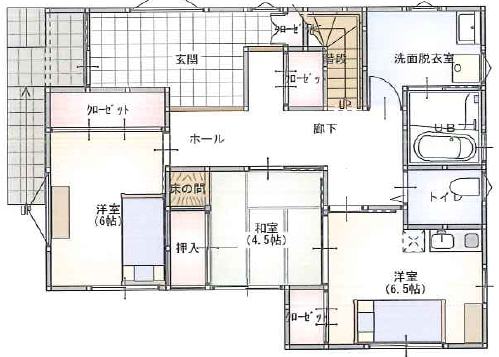 クローゼット
玄関
階段
洗面脱衣室
クローゼット
UP
クローゼット
ホール
廊下
UB
トイレ
UP
洋室
(6帖)
床の間
押入
和室
(4.5帖)
洋室
(6.5帖)
クローゼット